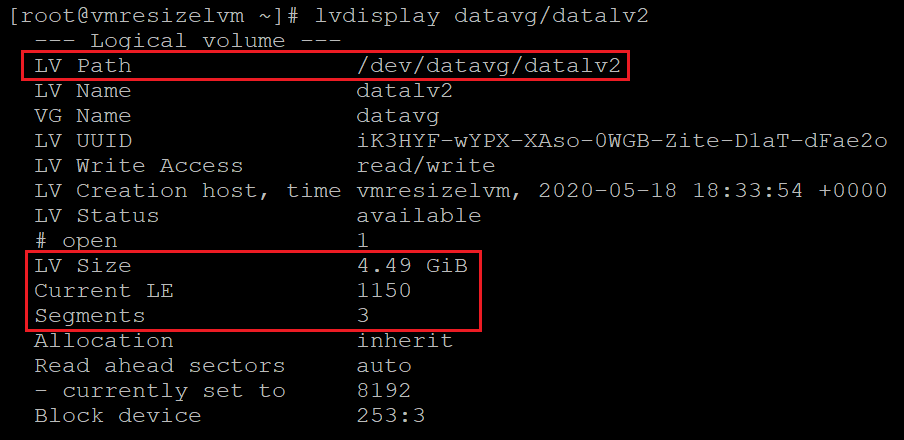 [root@vmresizelvm ~]# lvdisplay datavg/datalv2
--- Logical volume ---
LV Path                /dev/datavg/datalv2
LV Name                datalv2
VG Name                datavg
LV UUID                iK3HYF-wYPX-XAso-0WGB-Zite-D1aT-dFae2o
LV Write Access        read/write
LV Creation host, time vmresizelvm, 2020-05-18 18:33:54 +0000
LV Status              available
# open                 1
LV Size                4.49 GiB
Current LE             1150
Segments               3
Allocation             inherit
Read ahead sectors     auto
- currently set to     8192
Block device           253:3